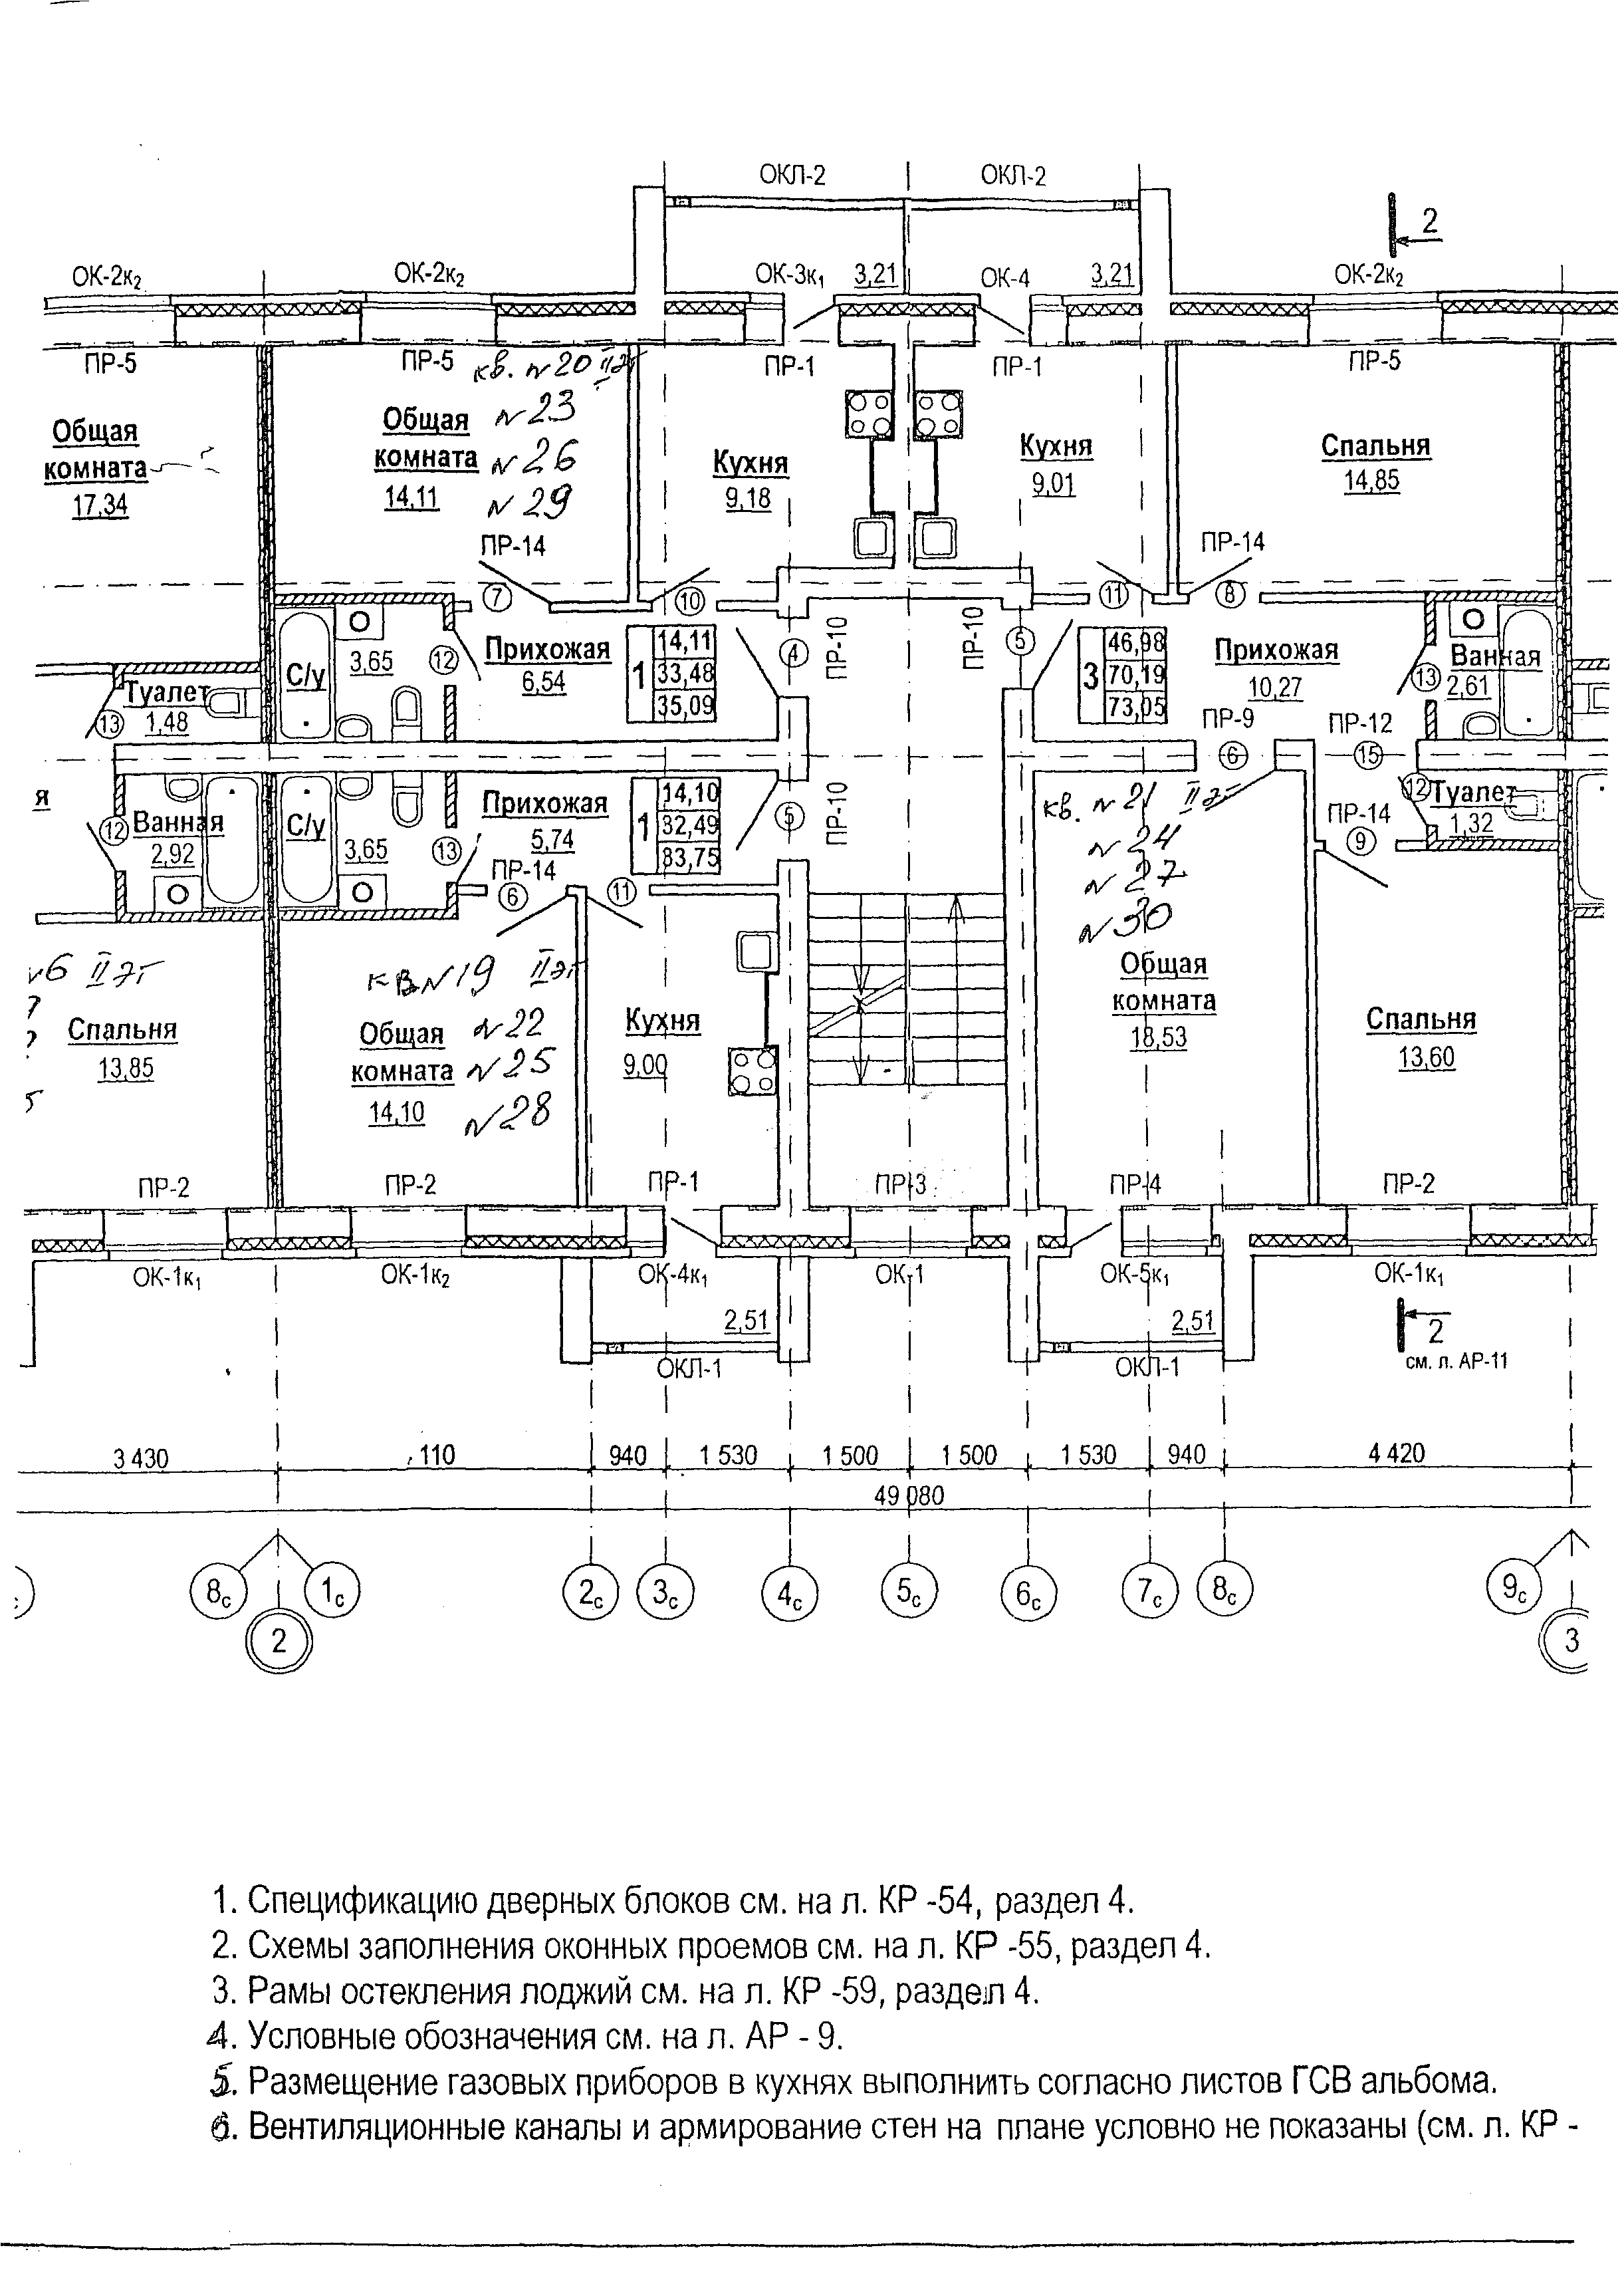 ОКЛ-2
ОКЛ-2
2
ОК-2к2
ОК-2к2
ОК-3к1
3,21
ОК-4
3,21
ОК-2к2
ПР-5
ПР-5
кв. №20 IIэт
ПР-1
ПР-1
ПР-5
Общая
комната
17,34
Общая
комната
14,11
№23
№26
№29
Кухня
9,18
Кухня
9,01
Спальня
14,85
ПР-14
ПР-14
7
10
11
8
С/у
3,65
12
Прихожая
6,54
1
14,11
33,48
35,09
4
ПР-10
ПР-10
5
3
46,98
70,19
73,05
Прихожая
10,27
13
Ванная
2,61
Туалет
1,48
13
ПР-9
ПР-12
6
15
я
12
Ванная
2,92
С/у
3,65
13
Прихожая
5,74
1
14,10
32,49
83,75
5
ПР-10
ПР-14
6
11
кв. №21 IIэт
№24
№27
№30
12
Туалет
1,32
ПР-14
9
№6 IIэт
Спальня
13,85
кв №19 IIэт
№22
№25
№28
Общая
комната
14,10
Кухня
9,00
Общая
комната
18,53
Спальня
13,60
ПР-2
ПР-2
ПР-1
ПР-3
ПР-4
ПР-2
ОК-1к1
ОК-1к2
ОК-4к1
ОК-1
ОК-5к1
ОК-1к1
2,51
2,51
2
см. л. АР-11
ОКЛ-1
ОКЛ-1
3 430
110
940
1 530
1 500
1 500
1 530
940
4 420
49 080
8с
1с
2с
3с
4с
5с
6с
7с
8с
9с
2
3
1. Спецификацию дверных блоков см. на л. КР -54, раздел 4.
2. Схемы заполнения оконных проемов см. на л. КР -55, раздел 4.
3. Рамы остекления лоджий см. на л. КР -59, раздел 4.
4. Условные обозначения см. на л. АР - 9.
5. Размещение газовых приборов в кухнях выполнить согласно листов ГСВ альбома.
6. Вентиляционные каналы и армирование стен на плане условно не показаны (см. л. КР -